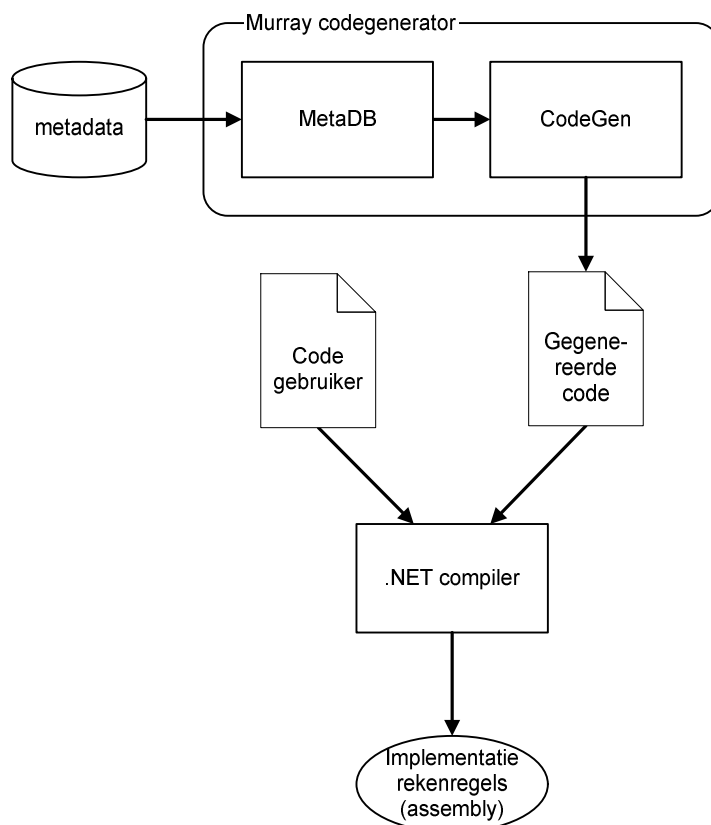 Murray codegenerator
metadata
MetaDB
CodeGen
Code
gebruiker
Gegene-
reerde
code
.NET compiler
Implementatie
rekenregels
(assembly)